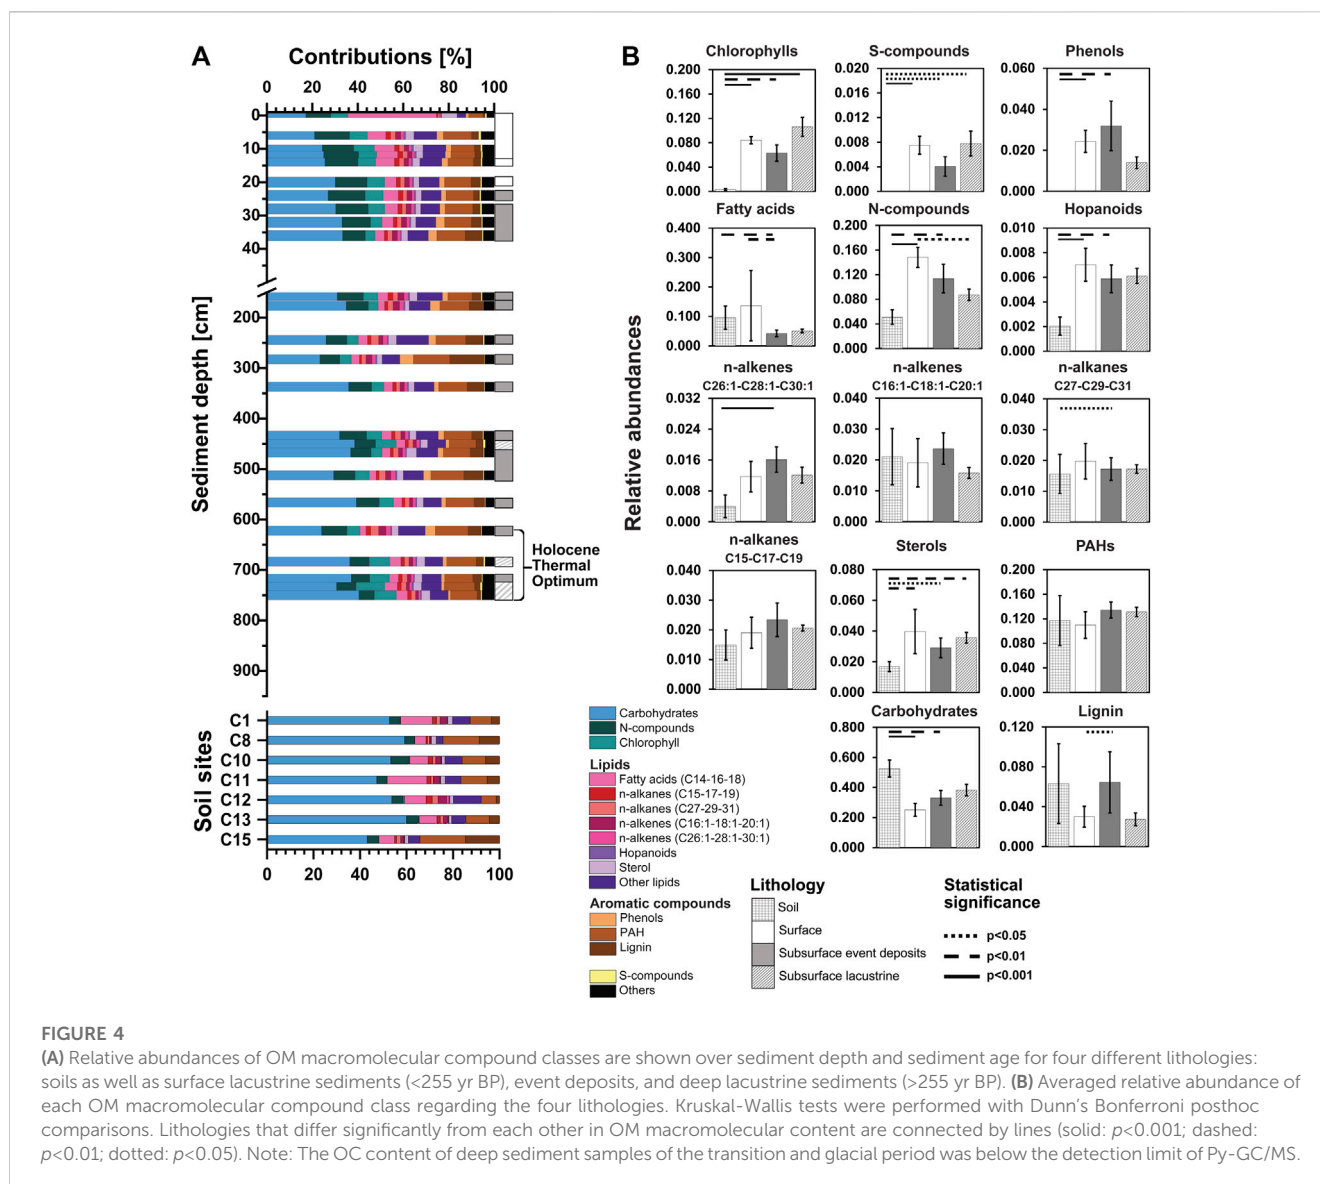 A
Contributions [%]
0 20 40 60 80 100
Sediment depth [cm]
0
10
20
30
40
200
300
400
500
600
700
800
900
Holocene
Thermal
Optimum
Soil sites
C1
C8
C10
C11
C12
C13
C15
0 20 40 60 80 100
B
Relative abundances
Chlorophylls
0.200
0.160
0.120
0.080
0.040
0.000
S-compounds
0.020
0.016
0.012
0.008
0.004
0.000
Phenols
0.060
0.040
0.020
0.000
Fatty acids
0.400
0.300
0.200
0.100
0.000
N-compounds
0.200
0.160
0.120
0.080
0.040
0.000
Hopanoids
0.010
0.008
0.006
0.004
0.002
0.000
n-alkenes
C26:1-C28:1-C30:1
0.032
0.024
0.016
0.008
0.000
n-alkenes
C16:1-C18:1-C20:1
0.040
0.030
0.020
0.010
0.000
n-alkanes
C27-C29-C31
0.040
0.030
0.020
0.010
0.000
n-alkanes
C15-C17-C19
0.040
0.030
0.020
0.010
0.000
Sterols
0.080
0.060
0.040
0.020
0.000
PAHs
0.200
0.160
0.120
0.080
0.040
0.000
Carbohydrates
0.800
0.600
0.400
0.200
0.000
Lignin
0.120
0.080
0.040
0.000
Carbohydrates
N-compounds
Chlorophyll
Lipids
Fatty acids (C14-16-18)
n-alkanes (C15-17-19)
n-alkanes (C27-29-31)
n-alkenes (C16:1-18:1-20:1)
n-alkenes (C26:1-28:1-30:1)
Hopanoids
Sterol
Other lipids
Aromatic compounds
Phenols
PAH
Lignin
S-compounds
Others
Lithology
Soil
Surface
Subsurface event deposits
Subsurface lacustrine
Statistical
significance
p<0.05
p<0.01
p<0.001
FIGURE 4
(A) Relative abundances of OM macromolecular compound classes are shown over sediment depth and sediment age for four different lithologies:
soils as well as surface lacustrine sediments (<255 yr BP), event deposits, and deep lacustrine sediments (>255 yr BP). (B) Averaged relative abundance of
each OM macromolecular compound class regarding the four lithologies. Kruskal-Wallis tests were performed with Dunn's Bonferroni posthoc
comparisons. Lithologies that differ significantly from each other in OM macromolecular content are connected by lines (solid: p<0.001; dashed:
p<0.01; dotted: p<0.05). Note: The OC content of deep sediment samples of the transition and glacial period was below the detection limit of Py-GC/MS.